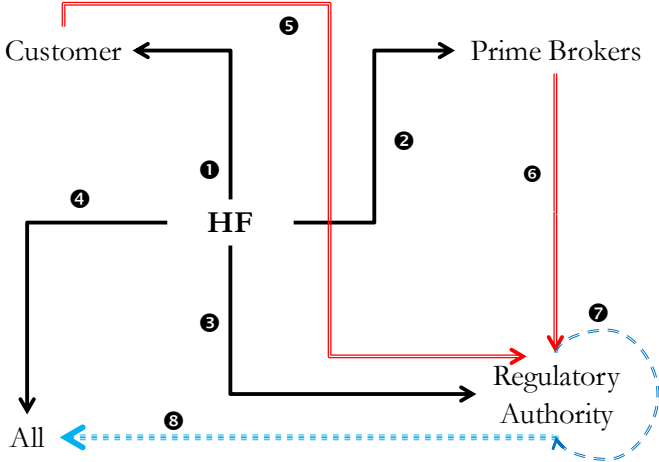 ❺
Customer
Prime Brokers
❷
❶
❻
❹
HF
❼
❸
Regulatory
Authority
❽
All